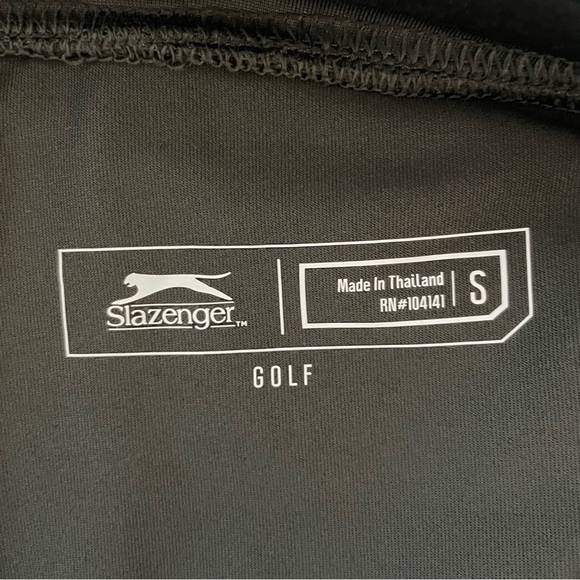 Slazenger™
Made In Thailand
RN#104141
S
GOLF